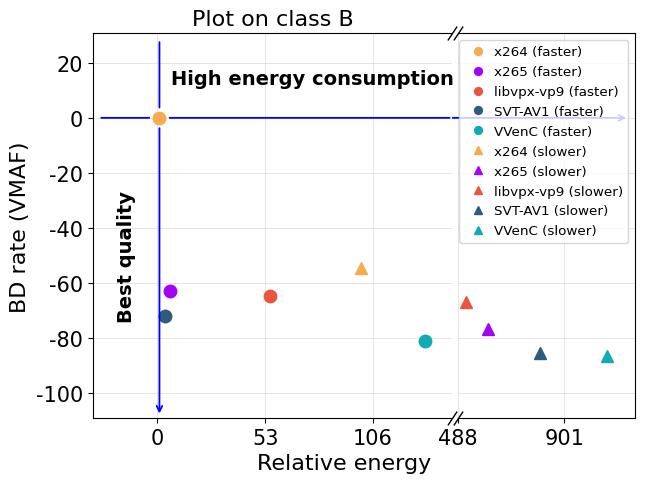 Plot on class B
High energy consumption
Best quality
BD rate (VMAF)
20
0
-20
-40
-60
-80
-100
0
53
106
488
901
Relative energy
x264 (faster)
x265 (faster)
libvpx-vp9 (faster)
SVT-AV1 (faster)
VVenC (faster)
x264 (slower)
x265 (slower)
libvpx-vp9 (slower)
SVT-AV1 (slower)
VVenC (slower)